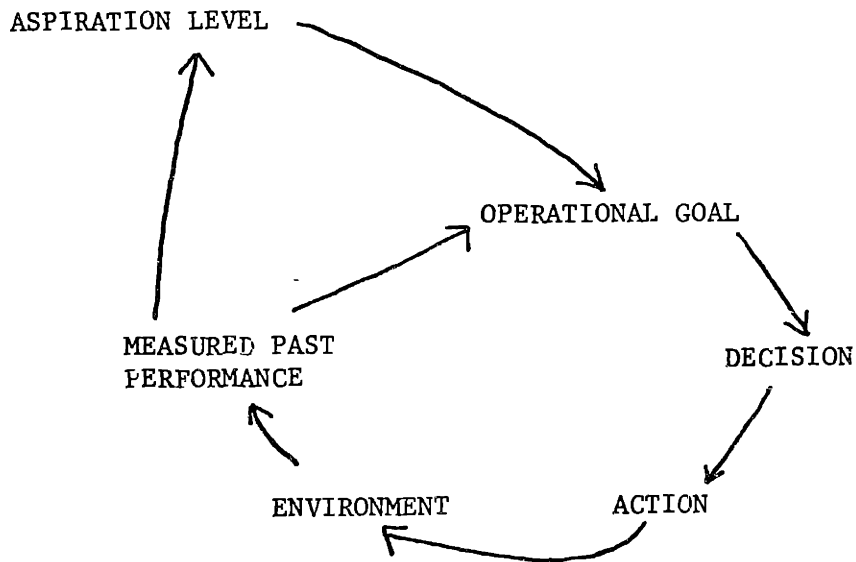 ASPIRATION LEVEL
OPERATIONAL GOAL
MEASURED PAST
PERFORMANCE
DECISION
ENVIRONMENT
ACTION